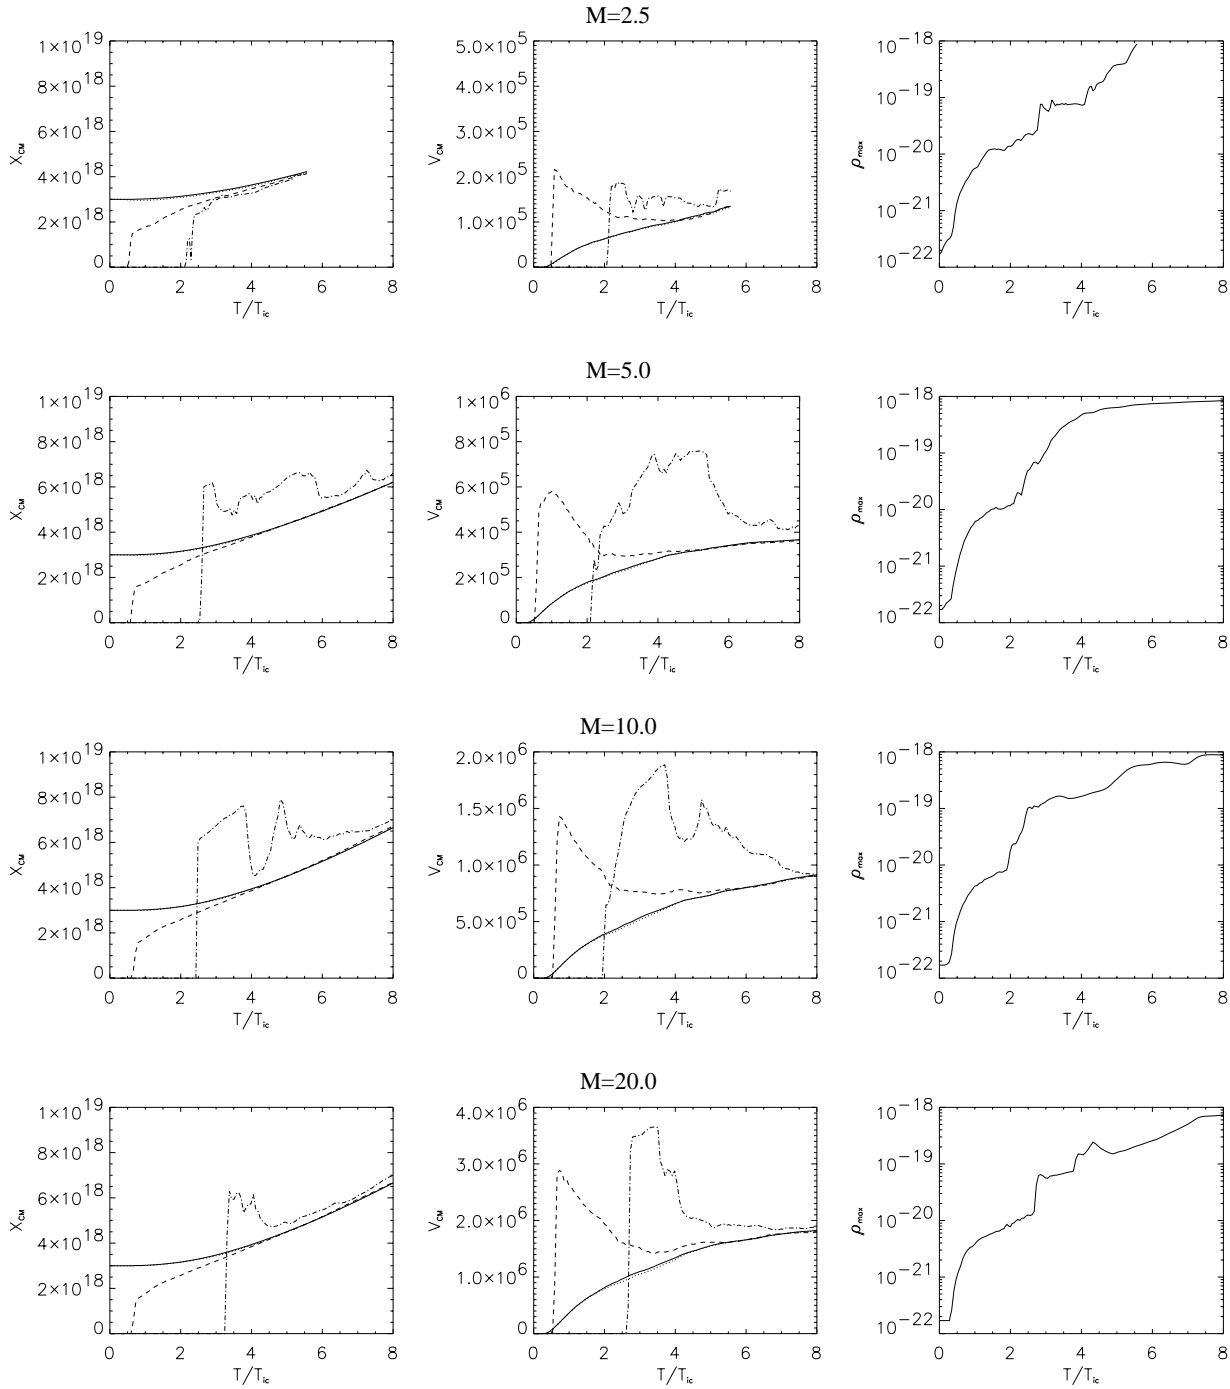 M=2.5
1×10^19
8×10^18
6×10^18
4×10^18
2×10^18
0
X_CM
0 2 4 6 8
T/T_ic
5.0×10^5
4.0×10^5
3.0×10^5
2.0×10^5
1.0×10^5
0
V_CM
0 2 4 6 8
T/T_ic
10^-18
10^-19
10^-20
10^-21
10^-22
ρ_max
0 2 4 6 8
T/T_ic
M=5.0
1×10^19
8×10^18
6×10^18
4×10^18
2×10^18
0
X_CM
0 2 4 6 8
T/T_ic
1×10^6
8×10^5
6×10^5
4×10^5
2×10^5
0
V_CM
0 2 4 6 8
T/T_ic
10^-18
10^-19
10^-20
10^-21
10^-22
ρ_max
0 2 4 6 8
T/T_ic
M=10.0
1×10^19
8×10^18
6×10^18
4×10^18
2×10^18
0
X_CM
0 2 4 6 8
T/T_ic
2.0×10^6
1.5×10^6
1.0×10^6
5.0×10^5
0
V_CM
0 2 4 6 8
T/T_ic
10^-18
10^-19
10^-20
10^-21
10^-22
ρ_max
0 2 4 6 8
T/T_ic
M=20.0
1×10^19
8×10^18
6×10^18
4×10^18
2×10^18
0
X_CM
0 2 4 6 8
T/T_ic
4.0×10^6
3.0×10^6
2.0×10^6
1.0×10^6
0
V_CM
0 2 4 6 8
T/T_ic
10^-18
10^-19
10^-20
10^-21
10^-22
ρ_max
0 2 4 6 8
T/T_ic